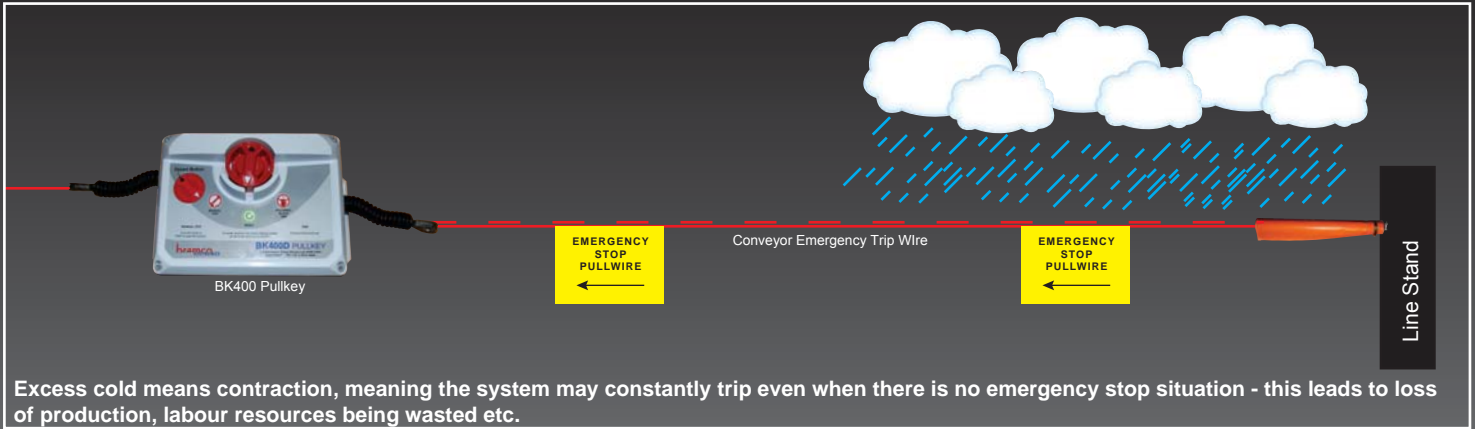 BK400D PULLKEY
BK400 Pullkey
EMERGENCY
STOP
PULLWIRE
Conveyor Emergency Trip WIre
EMERGENCY
STOP
PULLWIRE
Line Stand
Excess cold means contraction, meaning the system may constantly trip even when there is no emergency stop situation - this leads to loss
of production, labour resources being wasted etc.